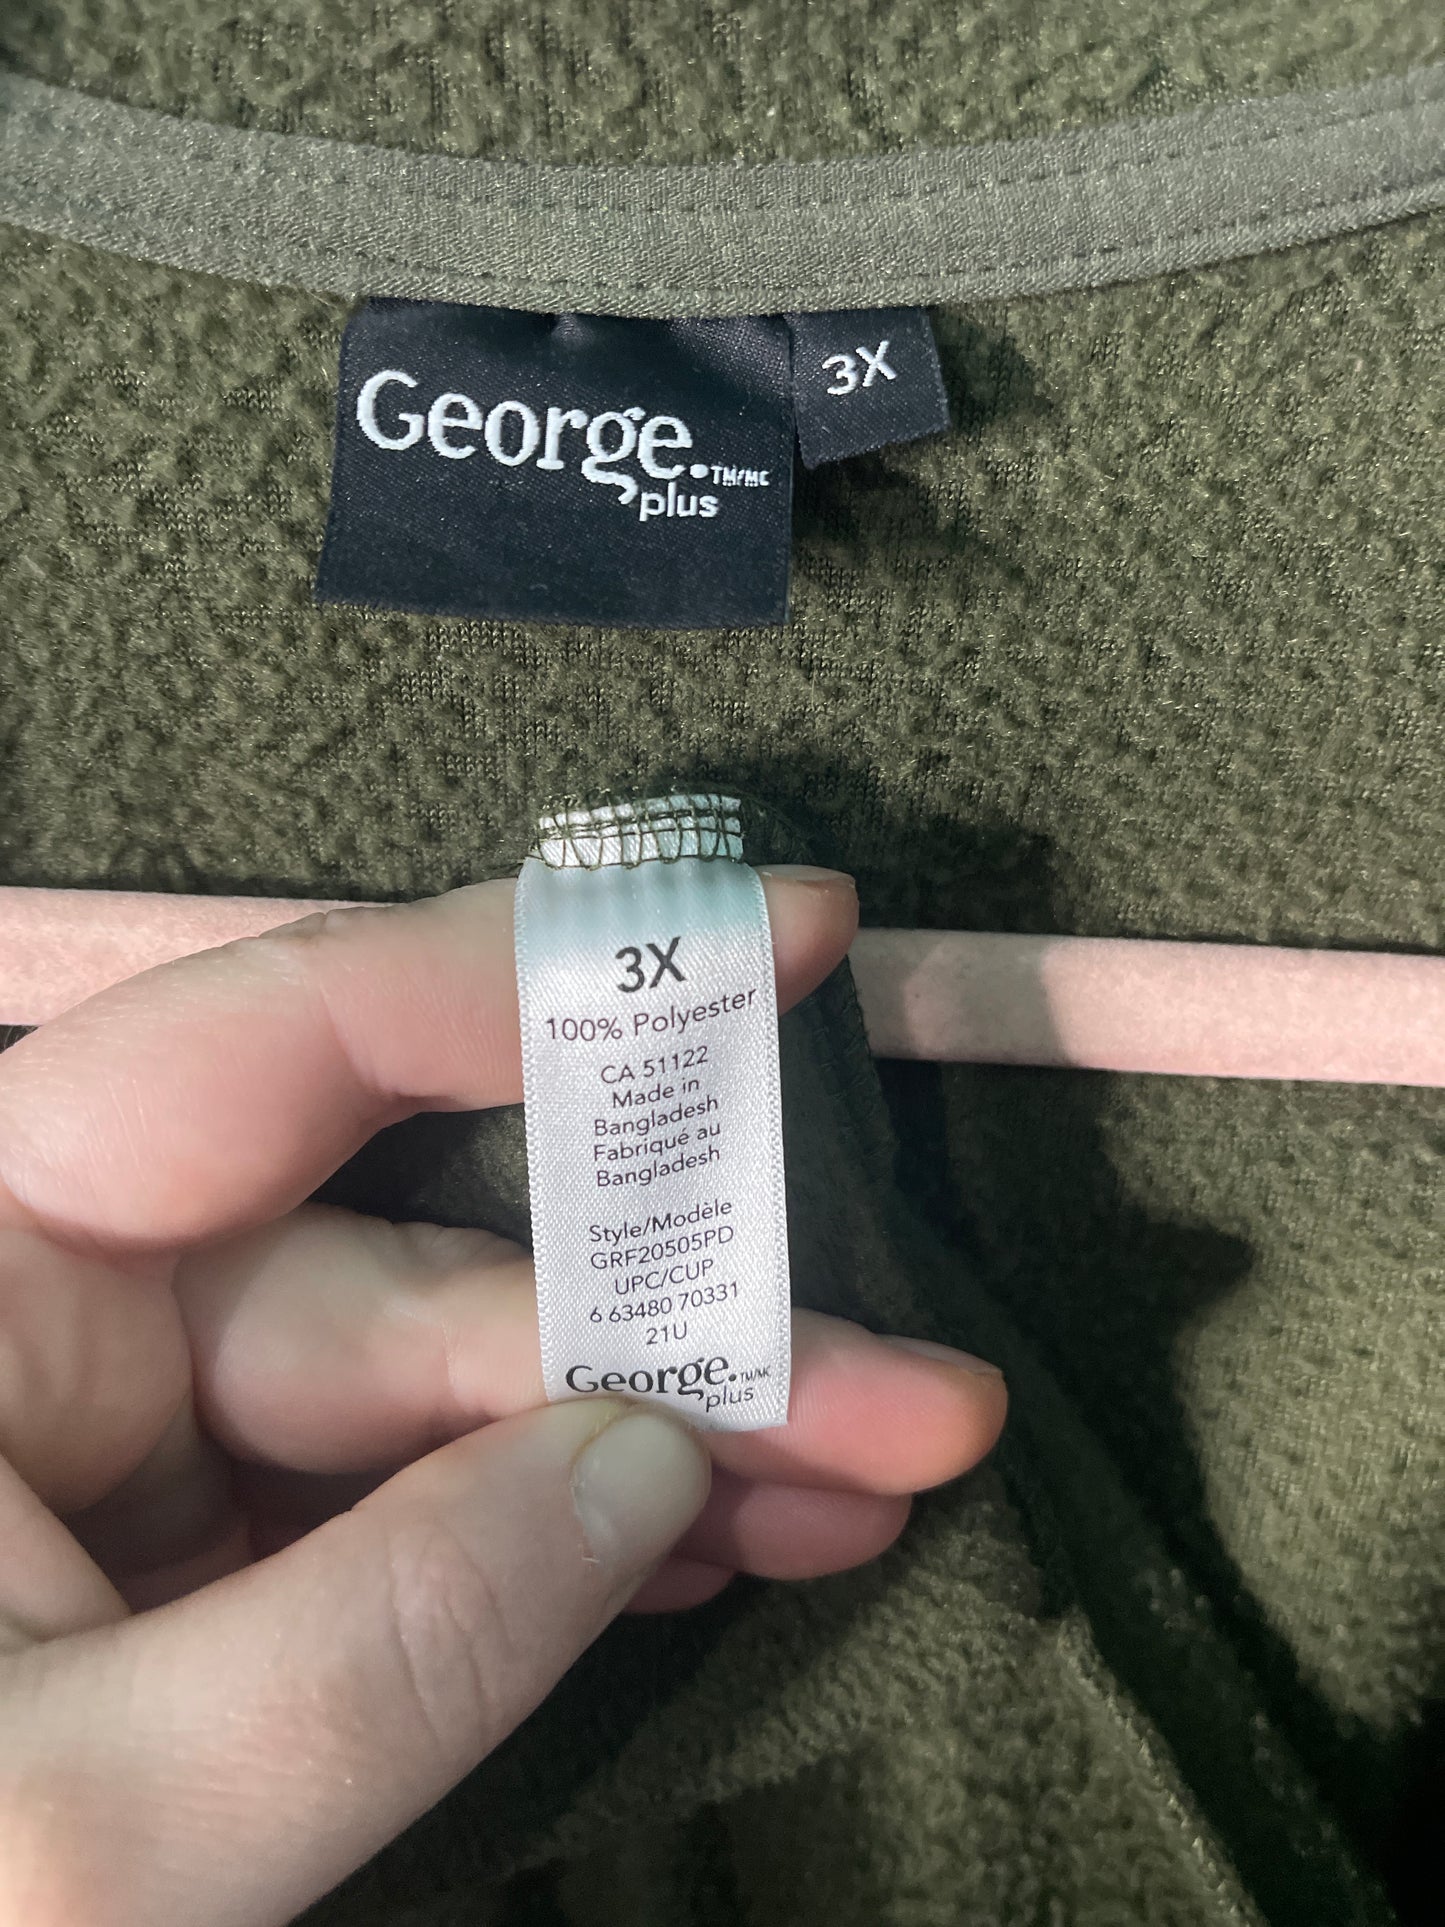 George.™/MC
plus
3X
3X
100% Polyester
CA 51122
Made in
Bangladesh
Fabriqué au
Bangladesh
Style/Modèle
GRF20505PD
UPC/CUP
6 63480 70331
21U
George.TM/MC
plus